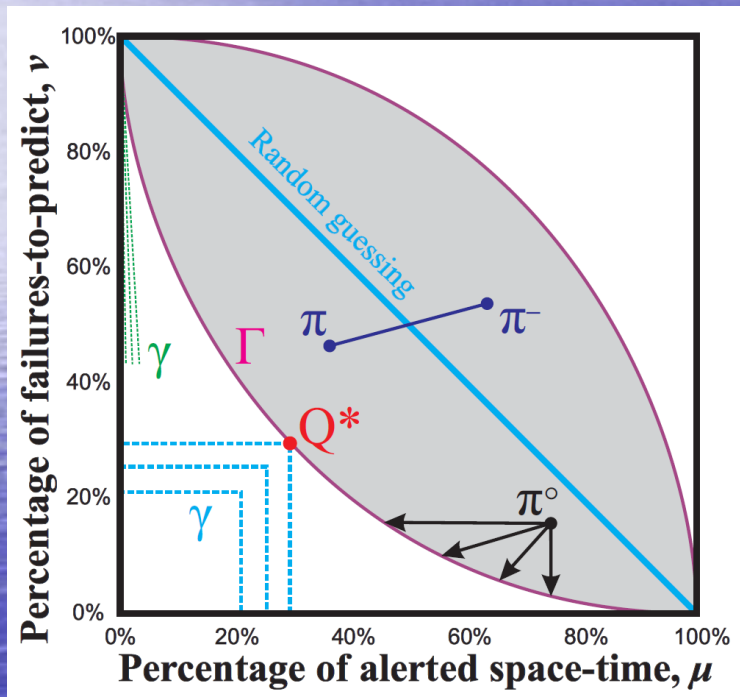 Percentage of failures-to-predict, ν
100%
80%
60%
40%
20%
0%
Random guessing
π
π⁻
Γ
γ
Q*
γ
π°
0%
20%
40%
60%
80%
100%
Percentage of alerted space-time, μ